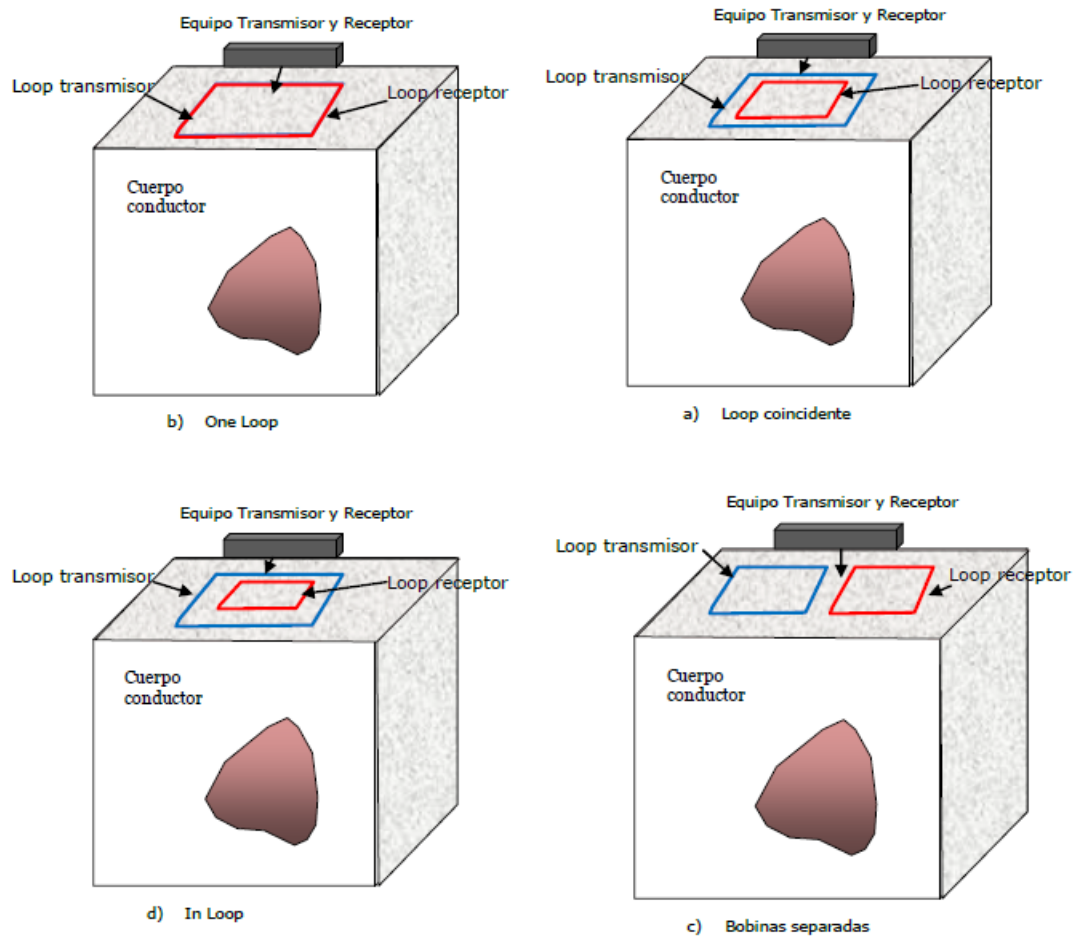 Equipo Transmisor y Receptor
Loop transmisor
Loop receptor
Cuerpo
conductor
b) One Loop
Equipo Transmisor y Receptor
Loop transmisor
Loop receptor
Cuerpo
conductor
a) Loop coincidente
Equipo Transmisor y Receptor
Loop transmisor
Loop receptor
Cuerpo
conductor
d) In Loop
Equipo Transmisor y Receptor
Loop transmisor
Loop receptor
Cuerpo
conductor
c) Bobinas separadas